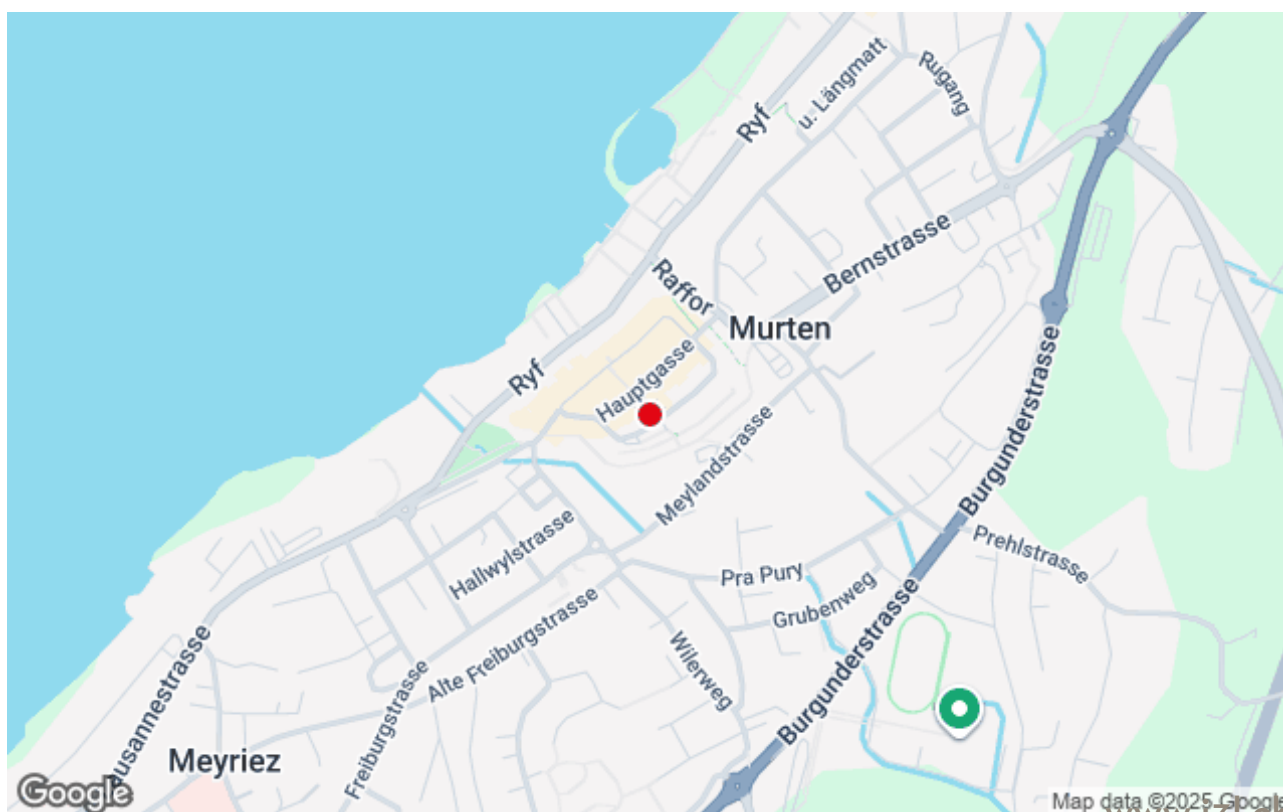 Rugang
u. Längmatt
Ryf
Bernstrasse
Raffor
Murten
Hauptgasse
Ryf
Burgunderstrasse
Meylandstrasse
Prehlstrasse
Hallwylstrasse
Pra Pury
Grubenweg
Alte Freiburgstrasse
Wilerweg
Burgunderstrasse
usannestrasse
Freiburgstrasse
Meyriez
Google
Map data ©2025 Google